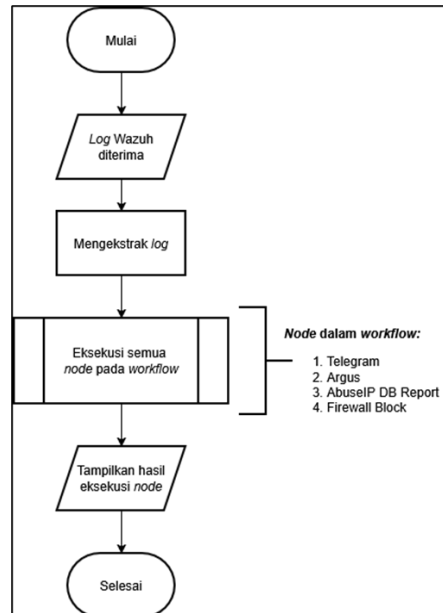 Mulai
Log Wazuh
diterima
Mengekstrak log
Eksekusi semua
node pada workflow
Node dalam workflow:
1. Telegram
2. Argus
3. AbuseIP DB Report
4. Firewall Block
Tampilkan hasil
eksekusi node
Selesai